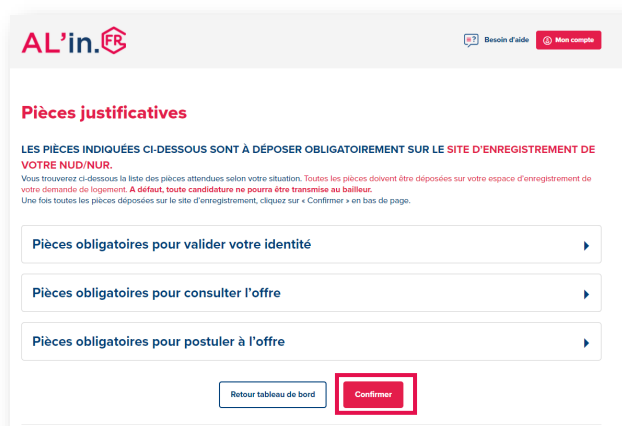 AL'in.FR
Besoin d'aide
Mon compte
Pièces justificatives
LES PIÈCES INDIQUÉES CI-DESSOUS SONT À DÉPOSER OBLIGATOIREMENT SUR LE SITE D'ENREGISTREMENT DE
VOTRE NUD/NUR.
Vous trouverez ci-dessous la liste des pièces attendues selon votre situation. Toutes les pièces doivent être déposées sur votre espace d'enregistrement de
votre demande de logement. A défaut, toute candidature ne pourra être transmise au bailleur.
Une fois toutes les pièces déposées sur le site d'enregistrement, cliquez sur « Confirmer » en bas de page.
Pièces obligatoires pour valider votre identité
Pièces obligatoires pour consulter l'offre
Pièces obligatoires pour postuler à l'offre
Retour tableau de bord
Confirmer